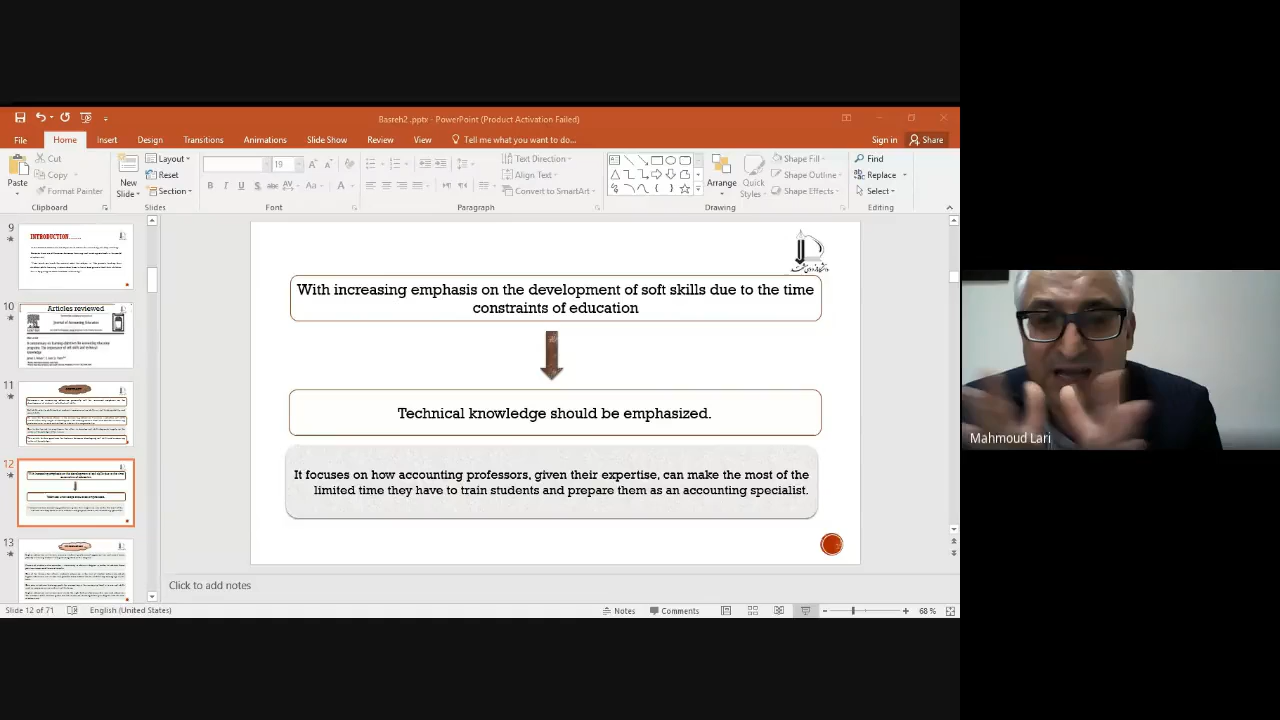 Basreh2 .pptx - PowerPoint (Product Activation Failed)
File Home Insert Design Transitions Animations Slide Show Review View Tell me what you want to do... Sign in Share
Paste Cut Copy Format Painter
Clipboard
New Slide Layout Reset Section
Slides
19
Font
Text Direction Align Text Convert to SmartArt
Paragraph
Arrange Quick Styles Shape Fill Shape Outline Shape Effects
Drawing
Find Replace Select
Editing
9
INTRODUCTION
10
Articles reviewed
11
12
13
With increasing emphasis on the development of soft skills due to the time
constraints of education
Technical knowledge should be emphasized.
It focuses on how accounting professors, given their expertise, can make the most of the
limited time they have to train students and prepare them as an accounting specialist.
Click to add notes
Slide 12 of 71 English (United States) Notes Comments 68 %
Mahmoud Lari